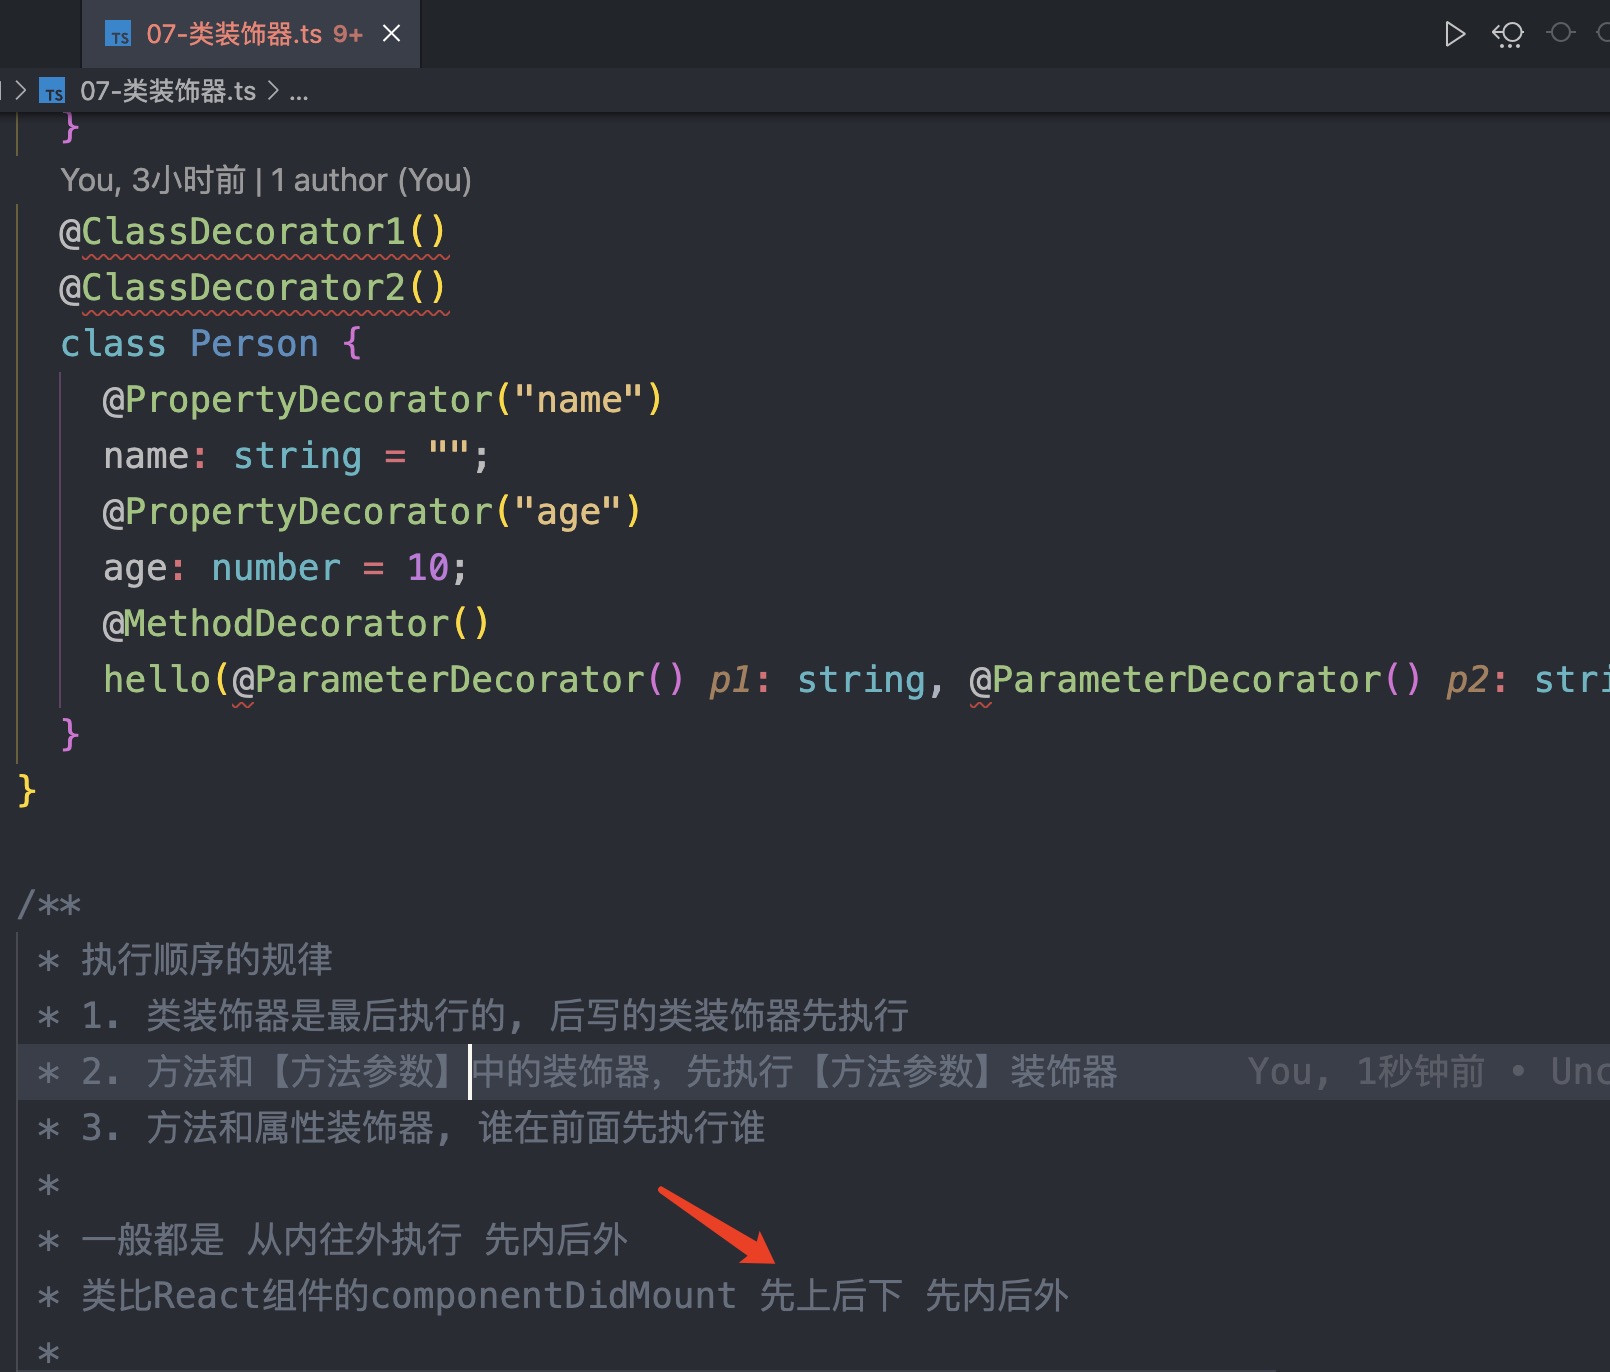 TS 07-类装饰器.ts 9+
TS 07-类装饰器.ts > ...
}
You, 3小时前 | 1 author (You)
@ClassDecorator1()
@ClassDecorator2()
class Person {
@PropertyDecorator("name")
name: string = "";
@PropertyDecorator("age")
age: number = 10;
@MethodDecorator()
hello(@ParameterDecorator() p1: string, @ParameterDecorator() p2: stri
}
}
/**
* 执行顺序的规律
* 1. 类装饰器是最后执行的, 后写的类装饰器先执行
* 2. 方法和【方法参数】中的装饰器, 先执行【方法参数】装饰器 You, 1秒钟前 • Unc
* 3. 方法和属性装饰器, 谁在前面先执行谁
*
* 一般都是 从内往外执行 先内后外
* 类比React组件的componentDidMount 先上后下 先内后外
*